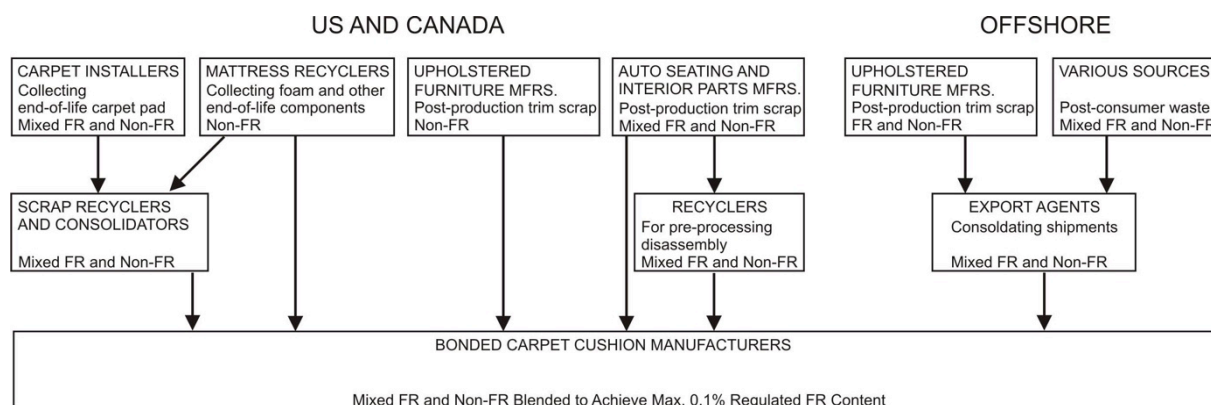 US AND CANADA
OFFSHORE
CARPET INSTALLERS
Collecting
end-of-life carpet pad
Mixed FR and Non-FR
MATTRESS RECYCLERS
Collecting foam and other
end-of-life components
Non-FR
UPHOLSTERED
FURNITURE MFRS.
Post-production trim scrap
Non-FR
AUTO SEATING AND
INTERIOR PARTS MFRS.
Post-production trim scrap
Mixed FR and Non-FR
UPHOLSTERED
FURNITURE MFRS.
Post-production trim scrap
FR and Non-FR
VARIOUS SOURCES
Post-consumer waste
Mixed FR and Non-FR
SCRAP RECYCLERS
AND CONSOLIDATORS
Mixed FR and Non-FR
RECYCLERS
For pre-processing
disassembly
Mixed FR and Non-FR
EXPORT AGENTS
Consoldating shipments
Mixed FR and Non-FR
BONDED CARPET CUSHION MANUFACTURERS
Mixed FR and Non-FR Blended to Achieve Max. 0.1% Regulated FR Content